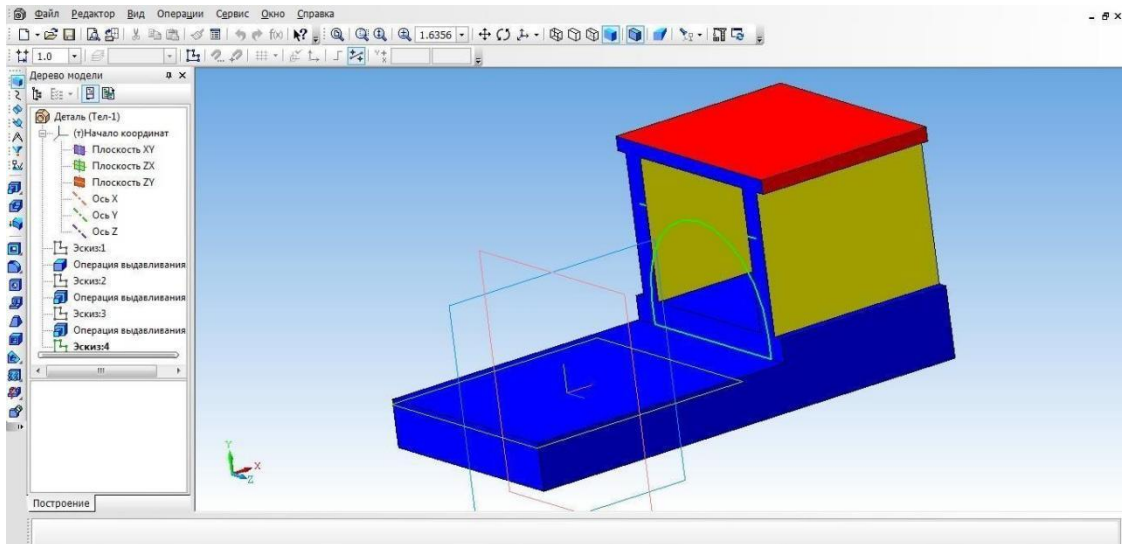 Файл Редактор Вид Операции Сервис Окно Справка
1.6356
1.0
Дерево модели
Деталь (Тел-1)
(т)Начало координат
Плоскость XY
Плоскость ZX
Плоскость ZY
Ось X
Ось Y
Ось Z
Эскиз:1
Операция выдавливания
Эскиз:2
Операция выдавливания
Эскиз:3
Операция выдавливания
Эскиз:4
Построение
Y
X
Z